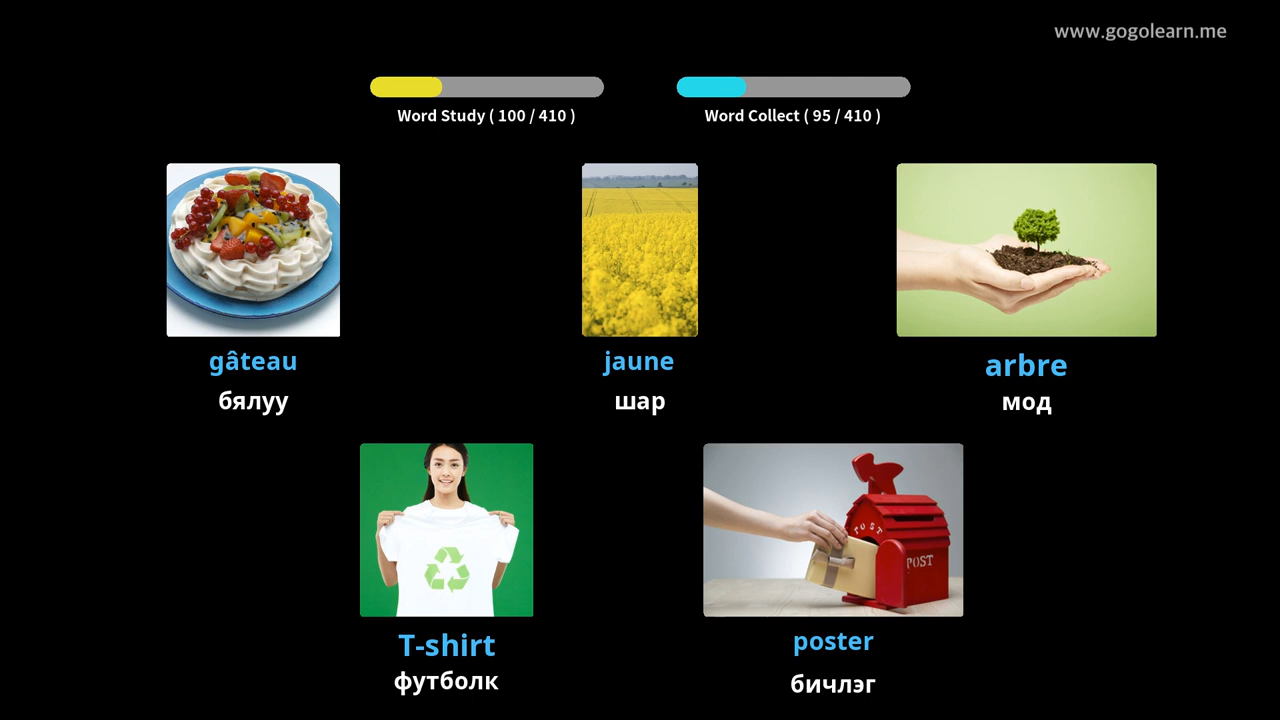 www.gogolearn.me
Word Study ( 100 / 410 )
Word Collect ( 95 / 410 )
gâteau
бялуу
jaune
шар
arbre
мод
POST
POST
T-shirt
футболк
poster
бичлэг